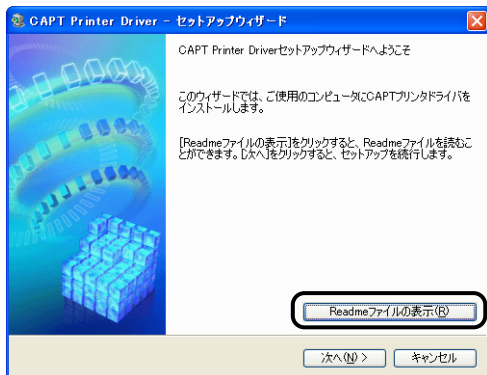 CAPT Printer Driver - セットアップウィザード
CAPT Printer Driverセットアップウィザードへようこそ
このウィザードでは、ご使用のコンピュータにCAPTプリンタドライバを
インストールします。
[Readmeファイルの表示]をクリックすると、Readmeファイルを読むこ
とができます。[次へ]をクリックすると、セットアップを続行します。
Readmeファイルの表示(R)
次へ(N) >
キャンセル